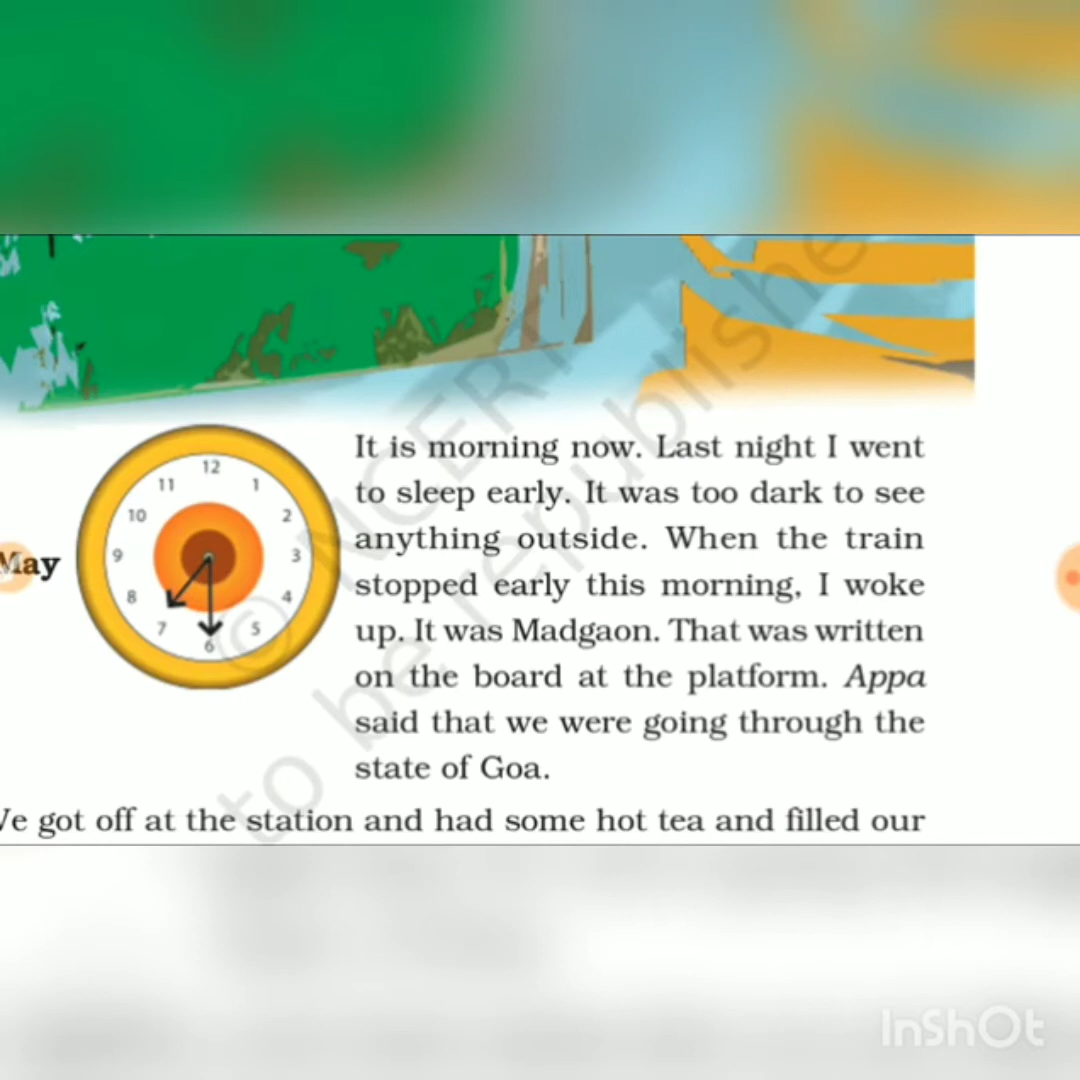 12
11 1
10 2
9 3
8 4
7 5
6
May
It is morning now. Last night I went
to sleep early. It was too dark to see
anything outside. When the train
stopped early this morning, I woke
up. It was Madgaon. That was written
on the board at the platform. Appa
said that we were going through the
state of Goa.
We got off at the station and had some hot tea and filled our
© NCERT
to be republishe
InShOt